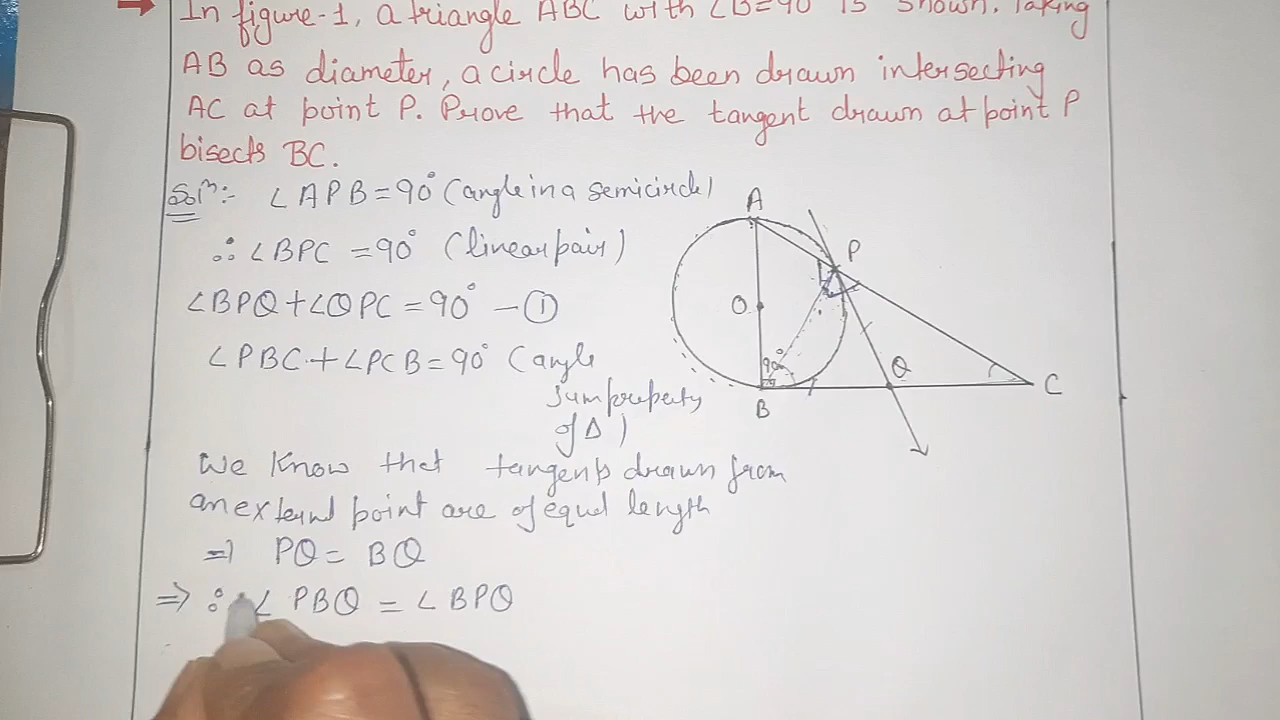 In figure-1, a triangle ABC with ∠B=90° is shown. Taking
AB as diameter, a circle has been drawn intersecting
AC at point P. Prove that the tangent drawn at point P
bisects BC.
Solⁿ:- ∠APB=90° (angle in a semicircle)
∴ ∠BPC =90° (linear pair)
∠BPQ+∠QPC=90° -①
∠PBC+∠PCB=90° (angle
sum property
of Δ)
We Know that tangents drawn from
an external point are of equal length
⇒ PQ= BQ
⇒ ∴ ∠PBQ = ∠BPQ
A
P
O
90°
Q
B
C